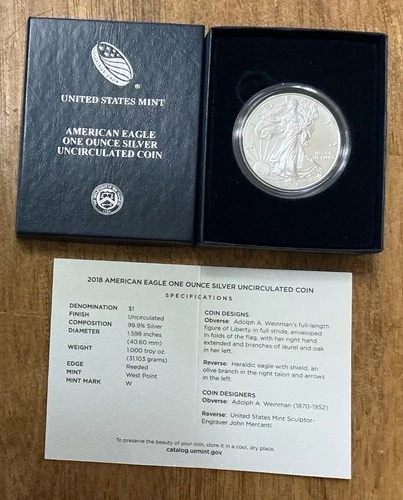 UNITED STATES MINT
AMERICAN EAGLE
ONE OUNCE SILVER
UNCIRCULATED COIN
2018 AMERICAN EAGLE ONE OUNCE SILVER UNCIRCULATED COIN
SPECIFICATIONS
DENOMINATION $1
FINISH Uncirculated
COMPOSITION 99.9% Silver
DIAMETER 1.598 inches
(40.60 mm)
WEIGHT 1.000 troy oz.
(31.103 grams)
EDGE Reeded
MINT West Point
MINT MARK W
COIN DESIGNS
Obverse: Adolph A. Weinman's full-length
figure of Liberty in full stride, enveloped
in folds of the flag, with her right hand
extended and branches of laurel and oak
in her left.
Reverse: Heraldic eagle with shield, an
olive branch in the right talon and arrows
in the left.
COIN DESIGNERS
Obverse: Adolph A. Weinman (1870-1952)
Reverse: United States Mint Sculptor-
Engraver John Mercanti
To preserve the beauty of your coin, store it in a cool, dry place.
catalog.usmint.gov